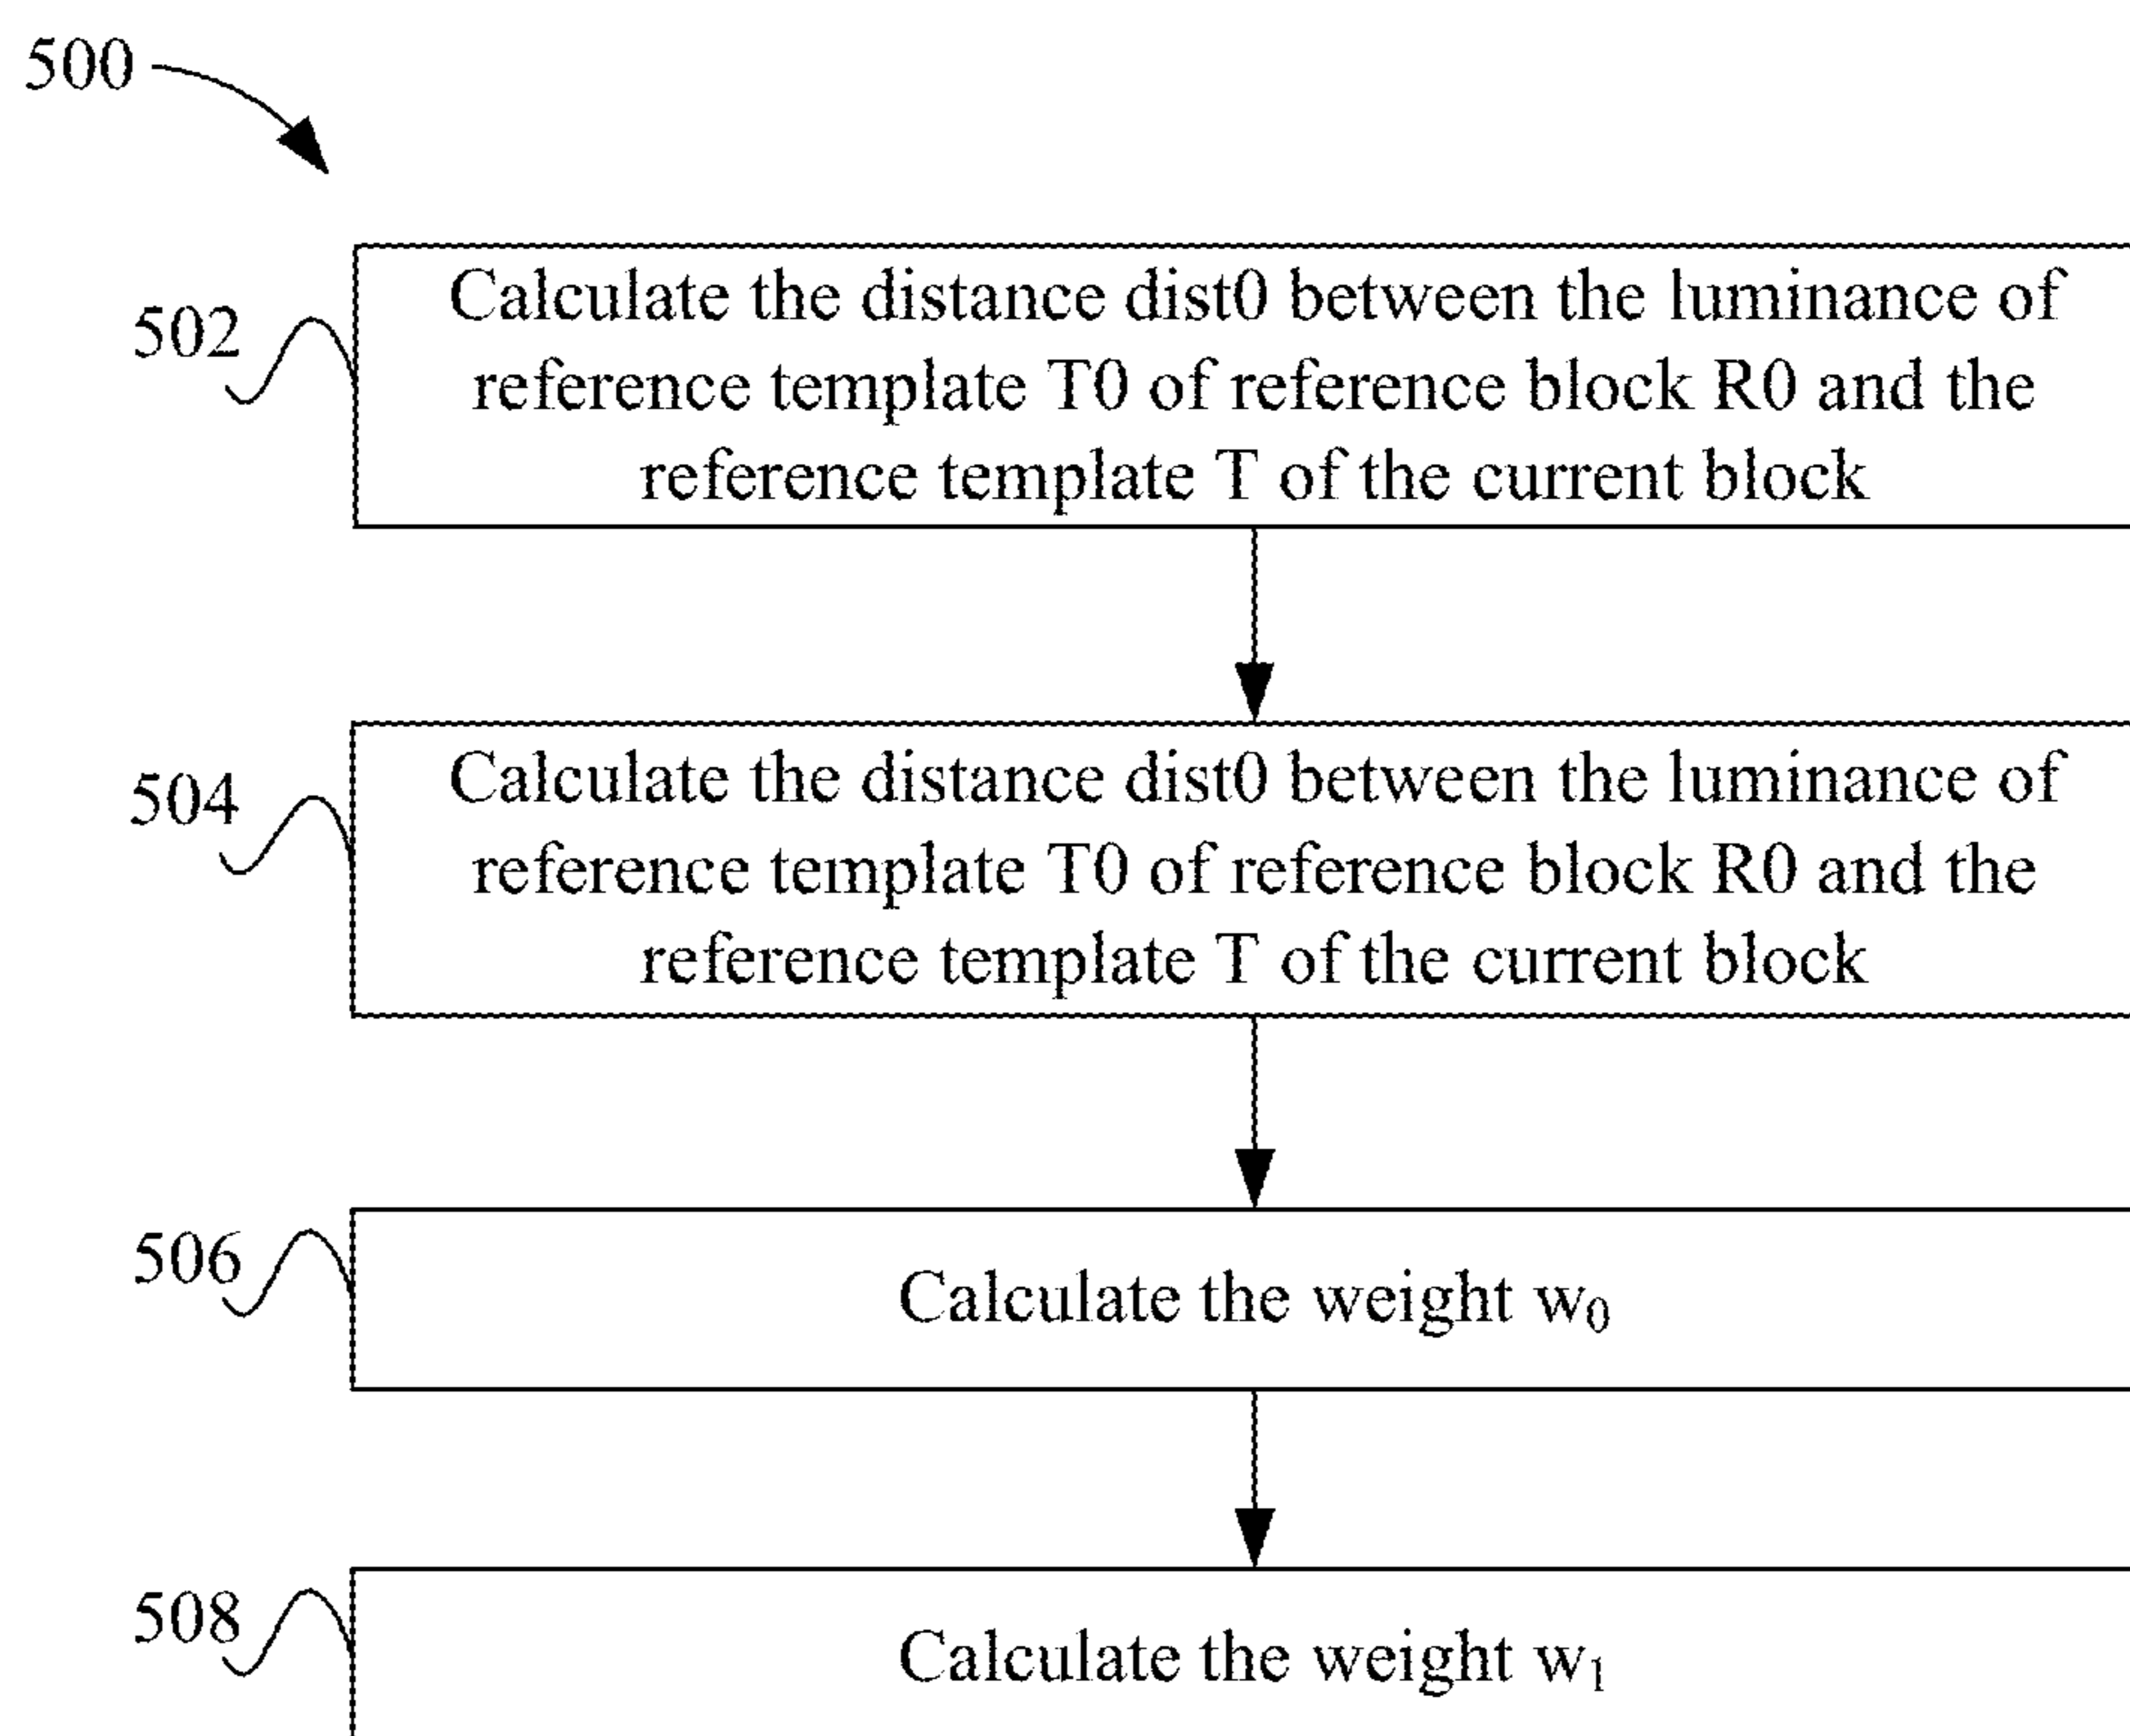 500
502
Calculate the distance dist0 between the luminance of
reference template T0 of reference block R0 and the
reference template T of the current block
504
Calculate the distance dist0 between the luminance of
reference template T0 of reference block R0 and the
reference template T of the current block
506
Calculate the weight w₀
508
Calculate the weight w₁